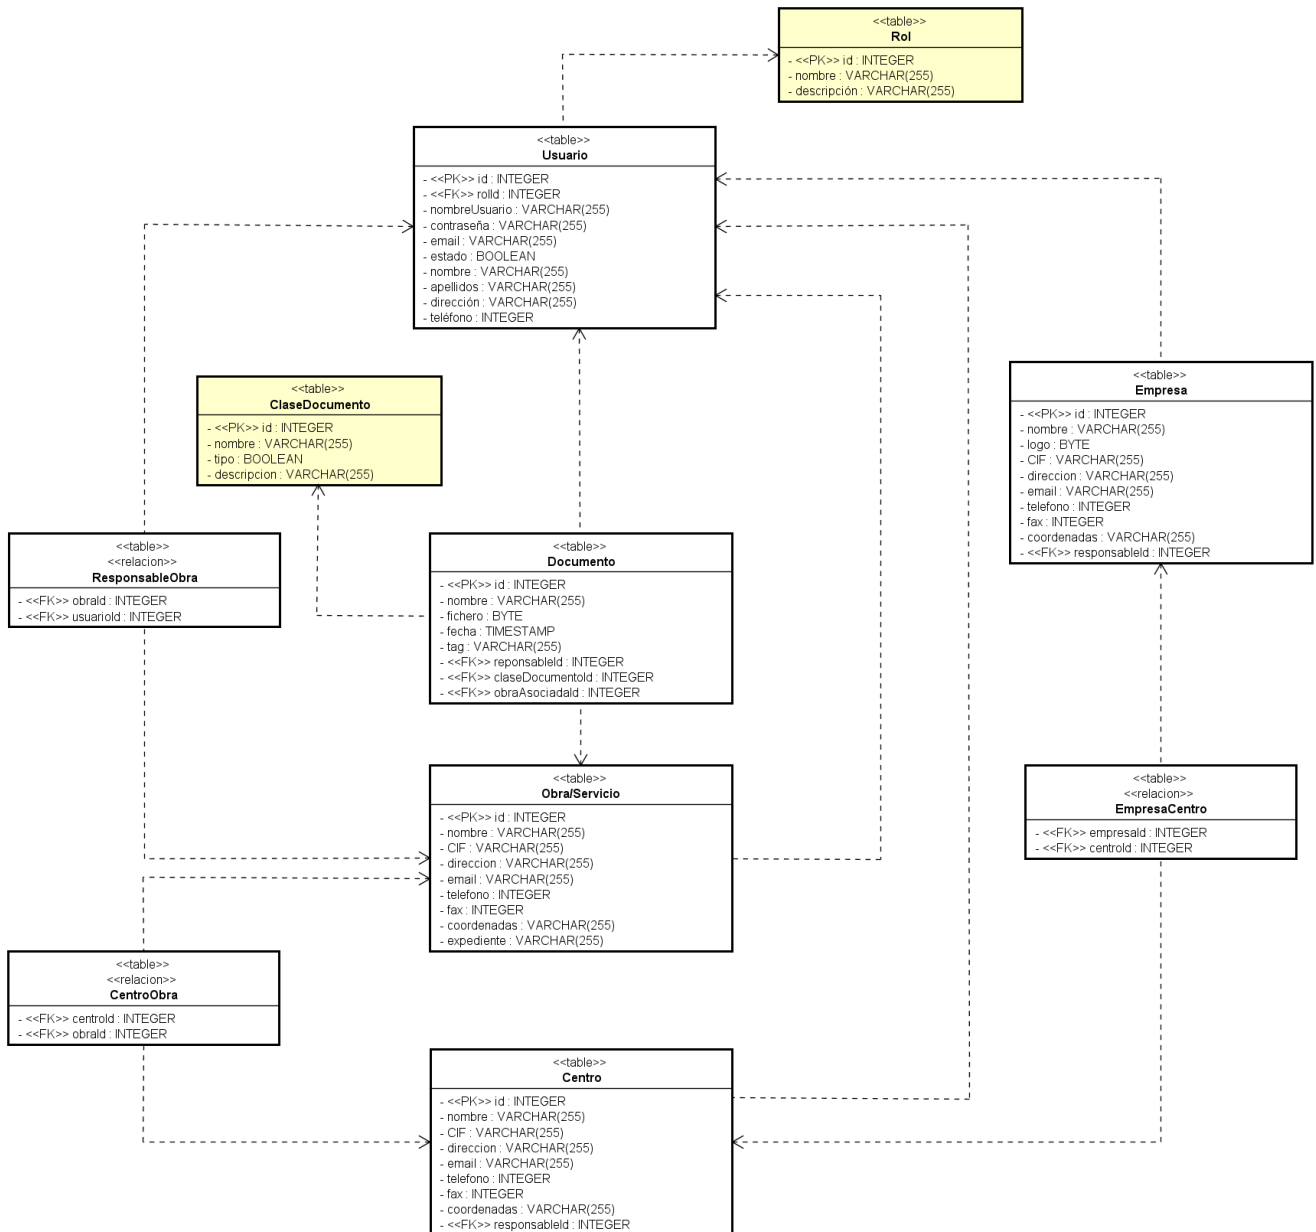 <<table>>
Rol
- <<PK>> id : INTEGER
- nombre : VARCHAR(255)
- descripción : VARCHAR(255)
<<table>>
Usuario
- <<PK>> id : INTEGER
- <<FK>> rolId : INTEGER
- nombreUsuario : VARCHAR(255)
- contraseña : VARCHAR(255)
- email : VARCHAR(255)
- estado : BOOLEAN
- nombre : VARCHAR(255)
- apellidos : VARCHAR(255)
- dirección : VARCHAR(255)
- teléfono : INTEGER
<<table>>
Empresa
- <<PK>> id : INTEGER
- nombre : VARCHAR(255)
- logo : BYTE
- CIF : VARCHAR(255)
- direccion : VARCHAR(255)
- email : VARCHAR(255)
- telefono : INTEGER
- fax : INTEGER
- coordenadas : VARCHAR(255)
- <<FK>> responsableId : INTEGER
<<table>>
ClaseDocumento
- <<PK>> id : INTEGER
- nombre : VARCHAR(255)
- tipo : BOOLEAN
- descripcion : VARCHAR(255)
<<table>>
<<relacion>>
ResponsableObra
- <<FK>> obraId : INTEGER
- <<FK>> usuarioId : INTEGER
<<table>>
Documento
- <<PK>> id : INTEGER
- nombre : VARCHAR(255)
- fichero : BYTE
- fecha : TIMESTAMP
- tag : VARCHAR(255)
- <<FK>> reponsableId : INTEGER
- <<FK>> claseDocumentoId : INTEGER
- <<FK>> obraAsociadaId : INTEGER
<<table>>
Obra/Servicio
- <<PK>> id : INTEGER
- nombre : VARCHAR(255)
- CIF : VARCHAR(255)
- direccion : VARCHAR(255)
- email : VARCHAR(255)
- telefono : INTEGER
- fax : INTEGER
- coordenadas : VARCHAR(255)
- expediente : VARCHAR(255)
<<table>>
<<relacion>>
EmpresaCentro
- <<FK>> empresaId : INTEGER
- <<FK>> centroId : INTEGER
<<table>>
<<relacion>>
CentroObra
- <<FK>> centroId : INTEGER
- <<FK>> obraId : INTEGER
<<table>>
Centro
- <<PK>> id : INTEGER
- nombre : VARCHAR(255)
- CIF : VARCHAR(255)
- direccion : VARCHAR(255)
- email : VARCHAR(255)
- telefono : INTEGER
- fax : INTEGER
- coordenadas : VARCHAR(255)
- <<FK>> responsableId : INTEGER